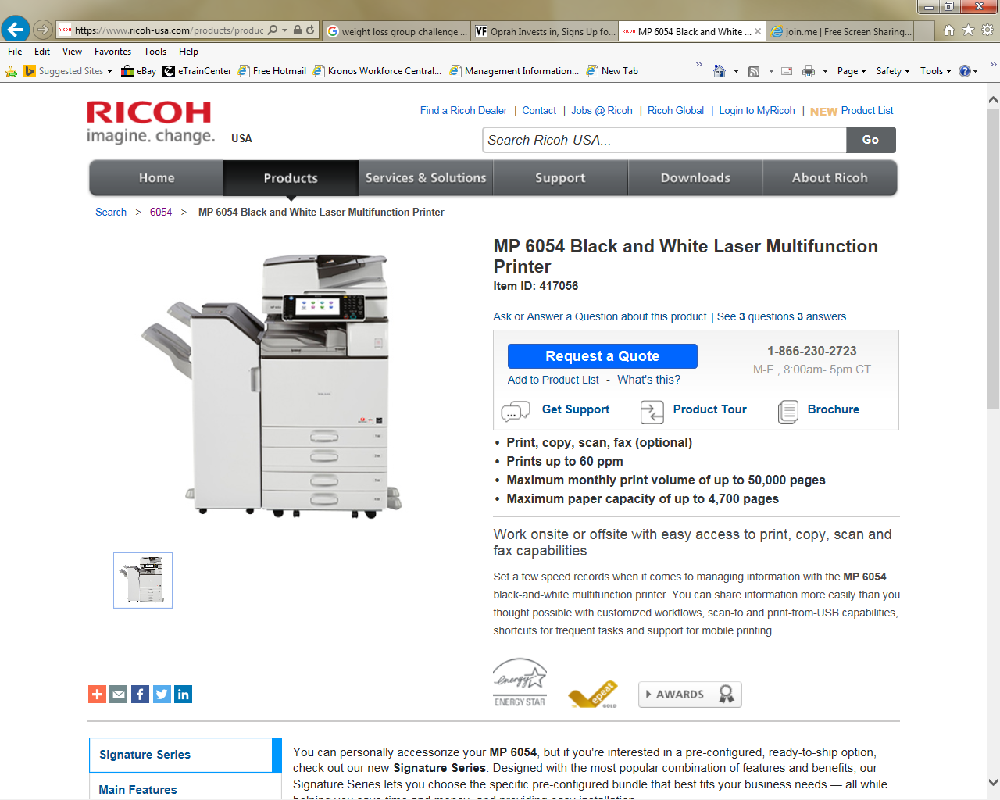 https://www.ricoh-usa.com/products/produc
weight loss group challenge ...
Oprah Invests in, Signs Up fo...
MP 6054 Black and White ...
join.me | Free Screen Sharing...
File Edit View Favorites Tools Help
Suggested Sites eBay eTrainCenter Free Hotmail Kronos Workforce Central... Management Information... New Tab
Page Safety Tools
RICOH
imagine. change.
USA
Find a Ricoh Dealer | Contact | Jobs @ Ricoh | Ricoh Global | Login to MyRicoh | NEW Product List
Search Ricoh-USA...
Go
Home Products Services & Solutions Support Downloads About Ricoh
Search > 6054 > MP 6054 Black and White Laser Multifunction Printer
MP 6054 Black and White Laser Multifunction
Printer
Item ID: 417056
Ask or Answer a Question about this product | See 3 questions 3 answers
Request a Quote
1-866-230-2723
M-F , 8:00am- 5pm CT
Add to Product List - What's this?
Get Support
Product Tour
Brochure
• Print, copy, scan, fax (optional)
• Prints up to 60 ppm
• Maximum monthly print volume of up to 50,000 pages
• Maximum paper capacity of up to 4,700 pages
Work onsite or offsite with easy access to print, copy, scan and
fax capabilities
Set a few speed records when it comes to managing information with the MP 6054
black-and-white multifunction printer. You can share information more easily than you
thought possible with customized workflows, scan-to and print-from-USB capabilities,
shortcuts for frequent tasks and support for mobile printing.
energy
ENERGY STAR
epeat
GOLD
AWARDS
Signature Series
Main Features
You can personally accessorize your MP 6054, but if you're interested in a pre-configured, ready-to-ship option,
check out our new Signature Series. Designed with the most popular combination of features and benefits, our
Signature Series lets you choose the specific pre-configured bundle that best fits your business needs — all while
helping you save time and money, and providing easy installation.